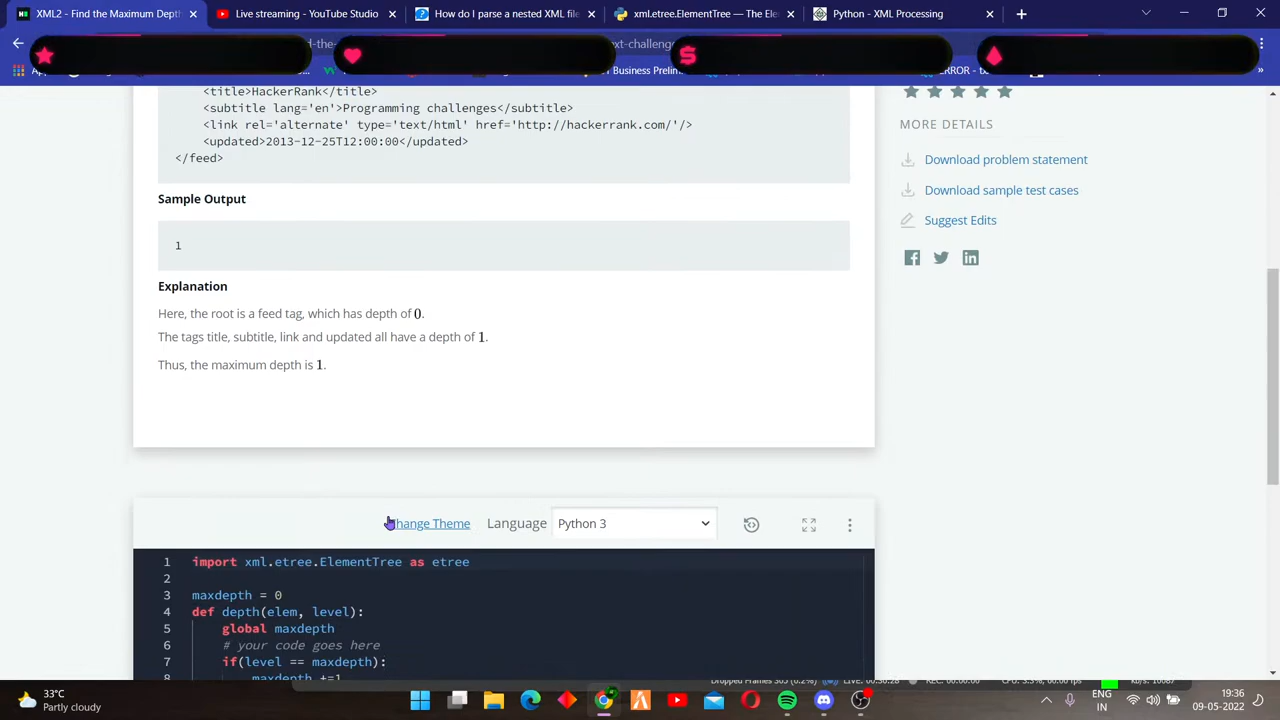 XML2 - Find the Maximum Depth
Live streaming - YouTube Studio
How do I parse a nested XML file
xml.etree.ElementTree — The Ele
Python - XML Processing
Business Prelim
ERROR
<title>HackerRank</title>
<subtitle lang='en'>Programming challenges</subtitle>
<link rel='alternate' type='text/html' href='http://hackerrank.com/'/>
<updated>2013-12-25T12:00:00</updated>
</feed>
Sample Output
1
Explanation
Here, the root is a feed tag, which has depth of 0.
The tags title, subtitle, link and updated all have a depth of 1.
Thus, the maximum depth is 1.
MORE DETAILS
Download problem statement
Download sample test cases
Suggest Edits
Change Theme
Language
Python 3
1 import xml.etree.ElementTree as etree
2
3 maxdepth = 0
4 def depth(elem, level):
5 global maxdepth
6 # your code goes here
7 if(level == maxdepth):
8 maxdepth +=1
33°C
Partly cloudy
ENG
IN
19:36
09-05-2022